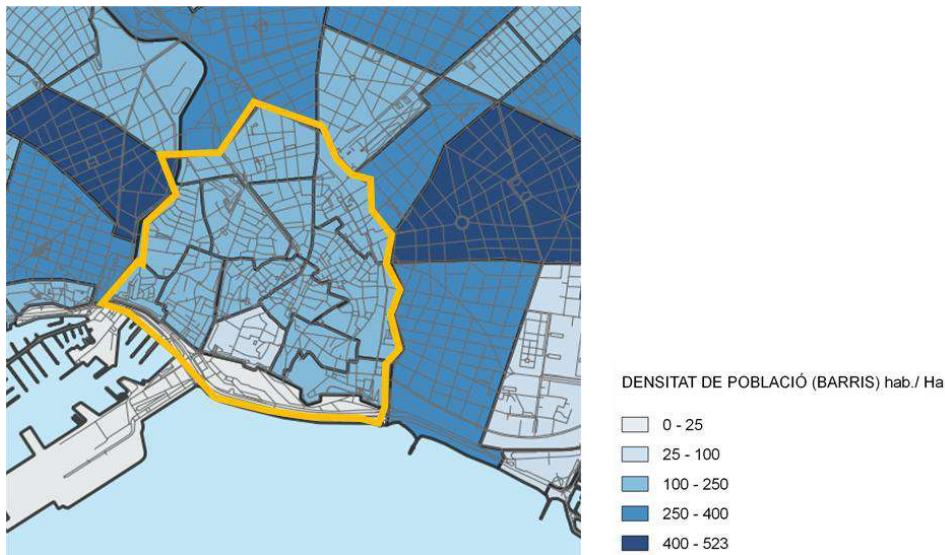 DENSITAT DE POBLACIÓ (BARRIS) hab./ Ha
0 - 25
25 - 100
100 - 250
250 - 400
400 - 523